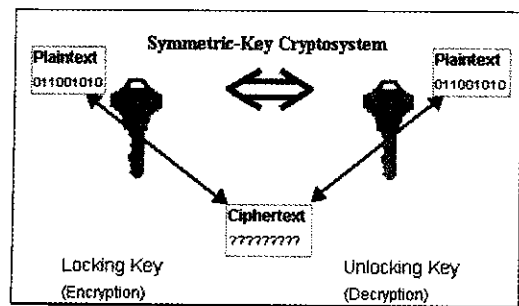 Symmetric-Key Cryptosystem
Plaintext
011001010
Plaintext
011001010
Ciphertext
?????????
Locking Key
(Encryption)
Unlocking Key
(Decryption)